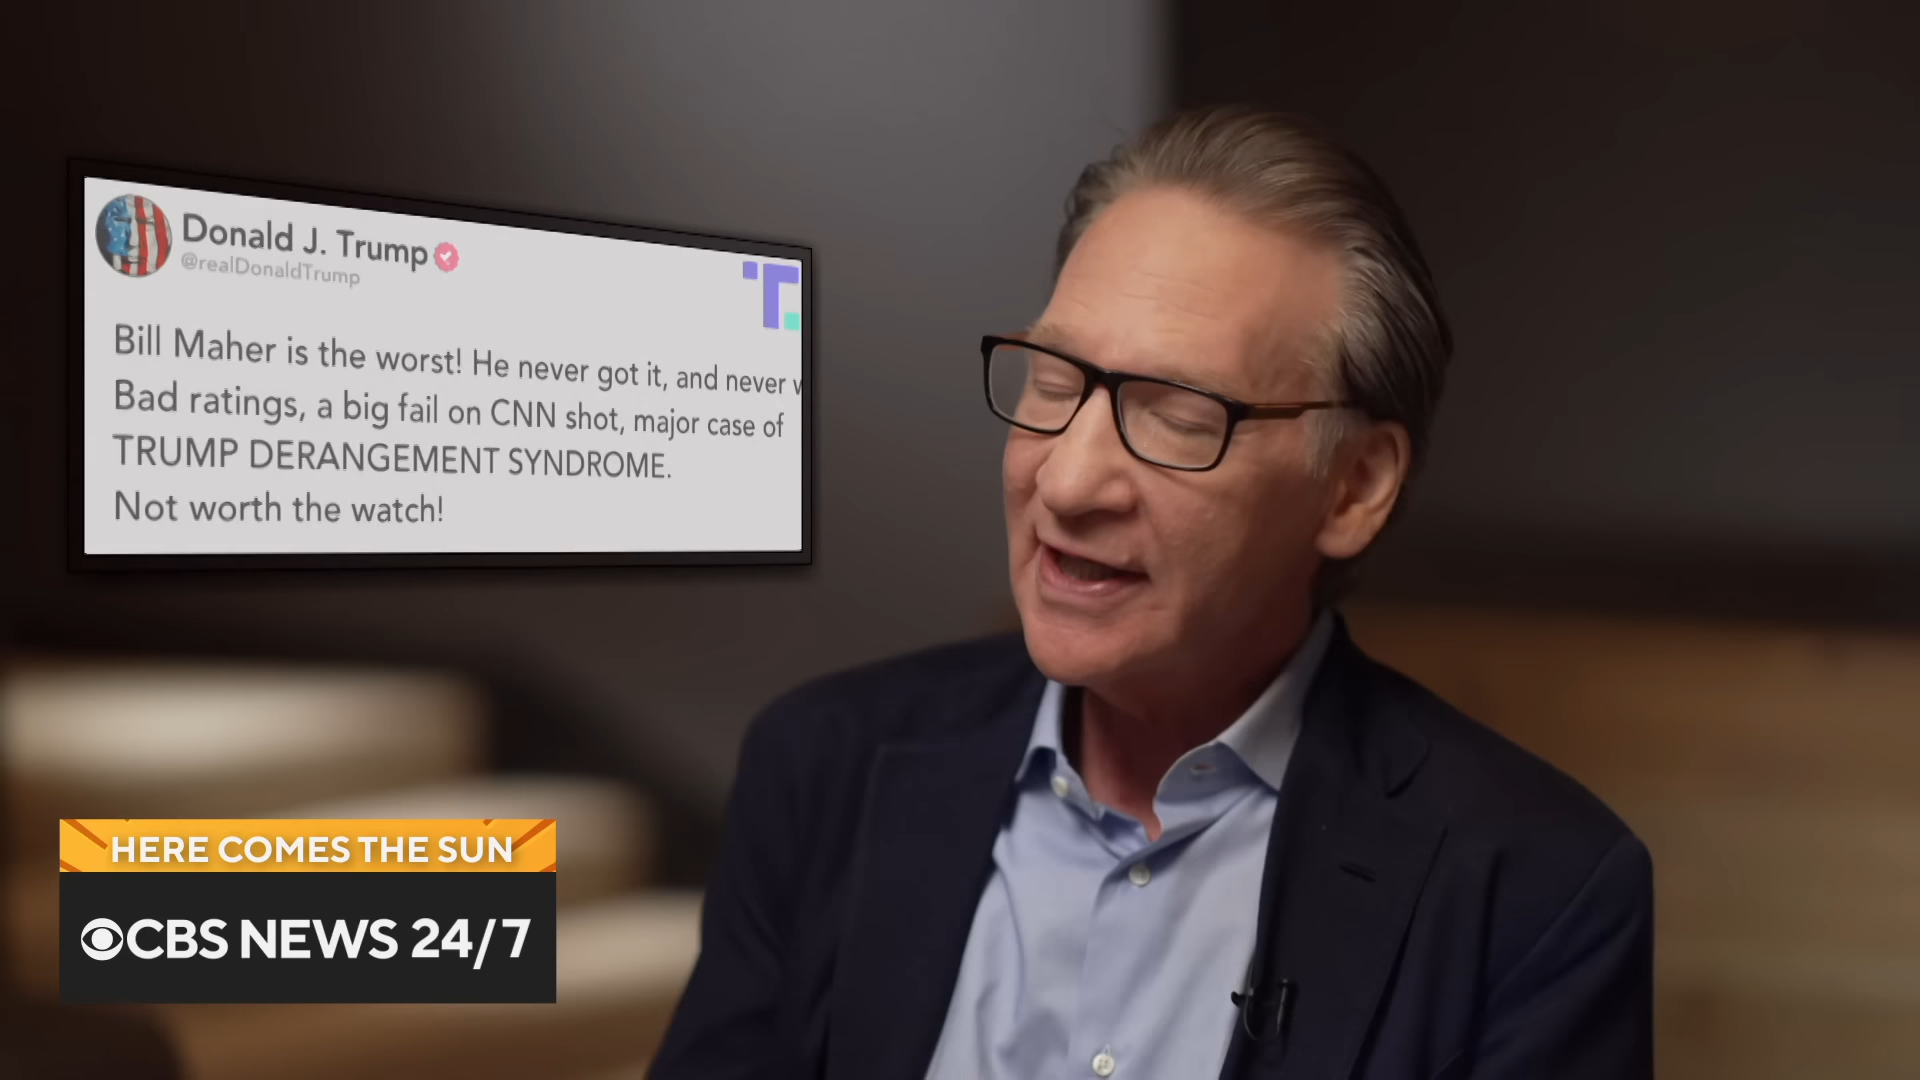 Donald J. Trump
@realDonaldTrump
Bill Maher is the worst! He never got it, and never
Bad ratings, a big fail on CNN shot, major case of
TRUMP DERANGEMENT SYNDROME.
Not worth the watch!
HERE COMES THE SUN
CBS NEWS 24/7